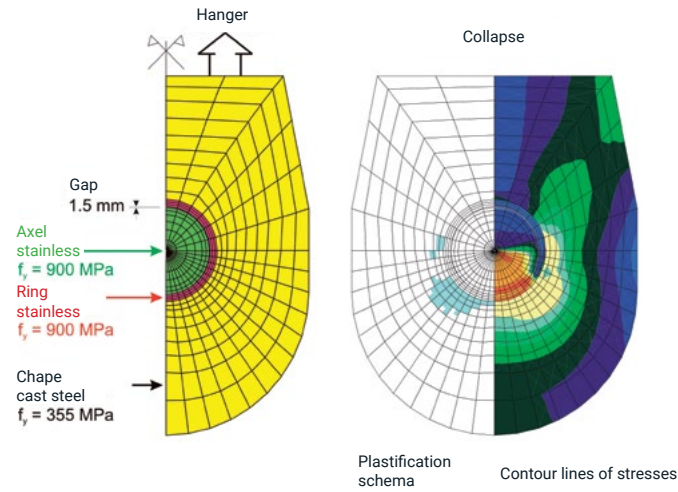 Hanger
Collapse
Gap
1.5 mm
Axel
stainless
fy = 900 MPa
Ring
stainless
fy = 900 MPa
Chape
cast steel
fy = 355 MPa
Plastification
schema
Contour lines of stresses